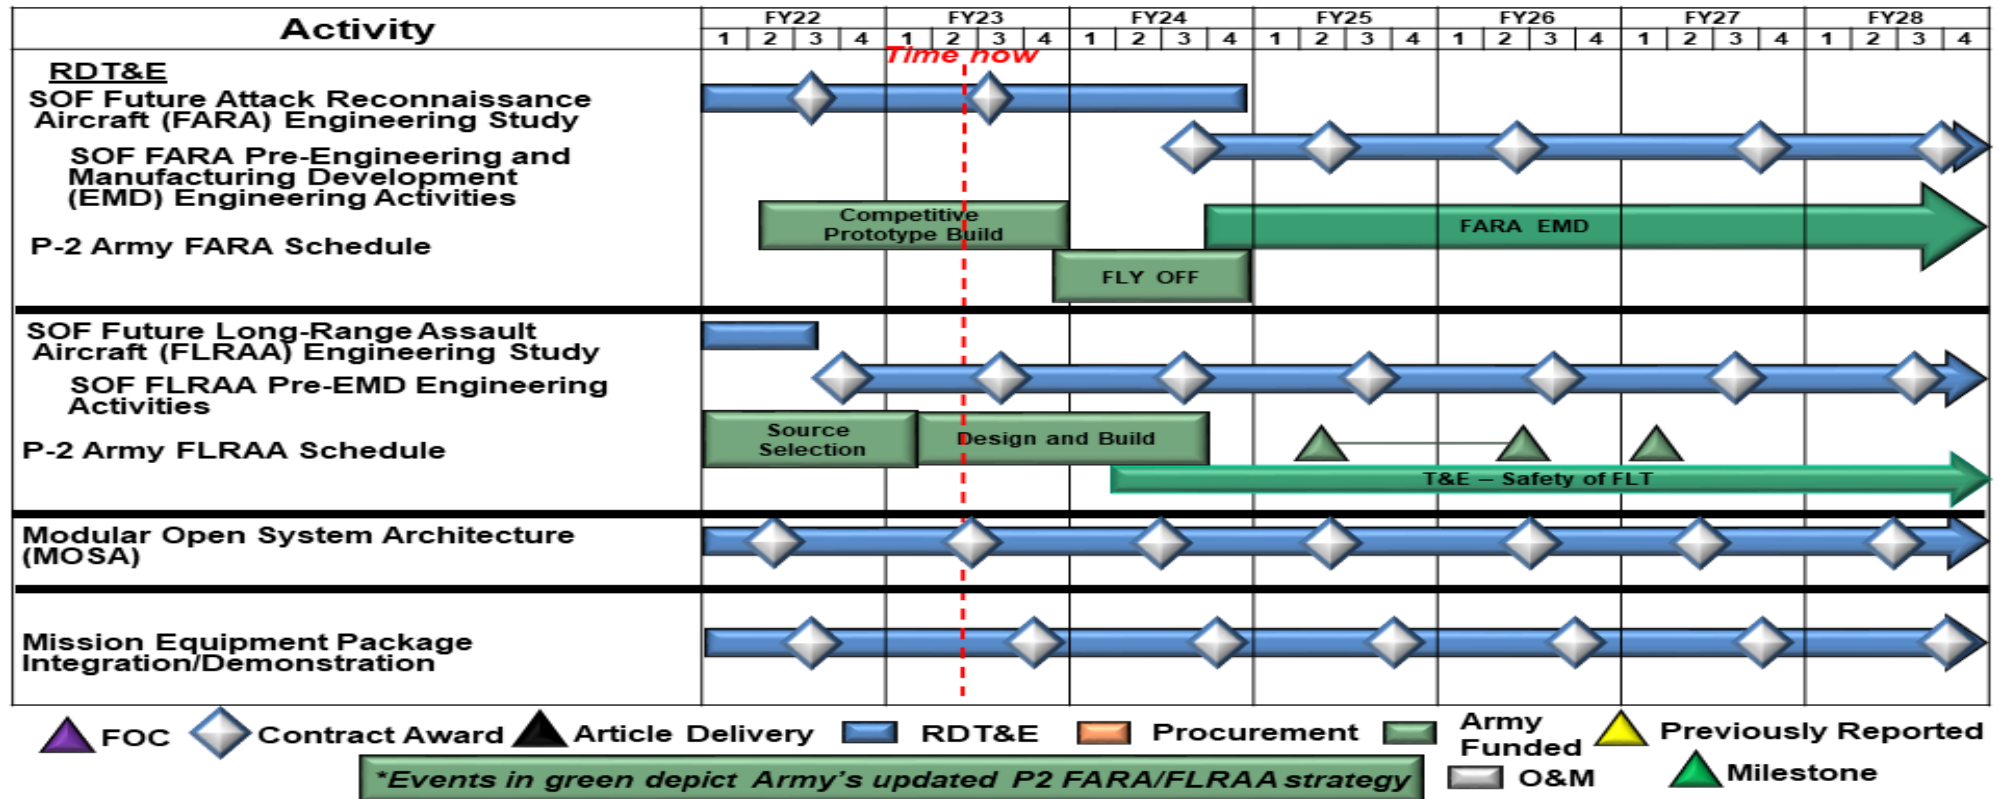 Activity
FY22 FY23 FY24 FY25 FY26 FY27 FY28
1 2 3 4 1 2 3 4 1 2 3 4 1 2 3 4 1 2 3 4 1 2 3 4 1 2 3 4
Time now
RDT&E
SOF Future Attack Reconnaissance
Aircraft (FARA) Engineering Study
SOF FARA Pre-Engineering and
Manufacturing Development
(EMD) Engineering Activities
Competitive
Prototype Build
FARA EMD
P-2 Army FARA Schedule
FLY OFF
SOF Future Long-Range Assault
Aircraft (FLRAA) Engineering Study
SOF FLRAA Pre-EMD Engineering
Activities
Source
Selection
Design and Build
P-2 Army FLRAA Schedule
T&E – Safety of FLT
Modular Open System Architecture
(MOSA)
Mission Equipment Package
Integration/Demonstration
FOC
Contract Award
Article Delivery
RDT&E
Procurement
Army
Funded
Previously Reported
*Events in green depict Army's updated P2 FARA/FLRAA strategy
O&M
Milestone